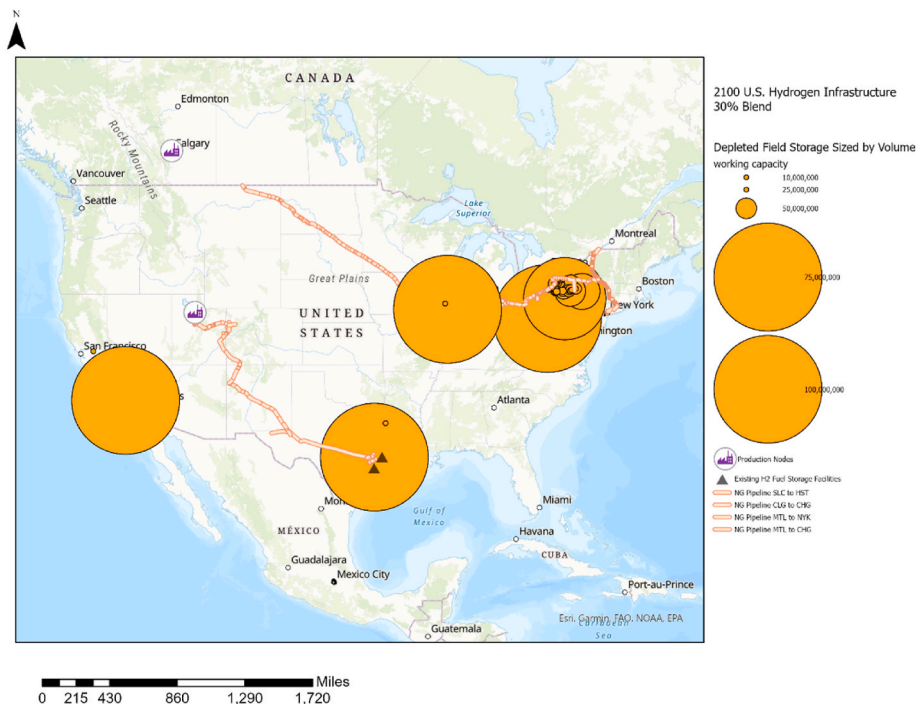 N
CANADA
Edmonton
Rocky Mountains
Calgary
Vancouver
Seattle
Lake
Superior
Montreal
Great Plains
Boston
New York
ington
UNITED
STATES
San Francisco
s
Atlanta
Mon
Gulf of
Mexico
Miami
MÉXICO
Havana
CUBA
Guadalajara
Mexico City
Port-au-Prince
Esri, Garmin, FAO, NOAA, EPA
Caribbean
Sea
Guatemala
2100 U.S. Hydrogen Infrastructure
30% Blend
Depleted Field Storage Sized by Volume
working capacity
10,000,000
25,000,000
50,000,000
75,000,000
100,000,000
Production Nodes
Existing H2 Fuel Storage Facilities
NG Pipeline SLC to HST
NG Pipeline CLG to CHG
NG Pipeline MTL to NYK
NG Pipeline MTL to CHG
Miles
0 215 430 860 1,290 1,720